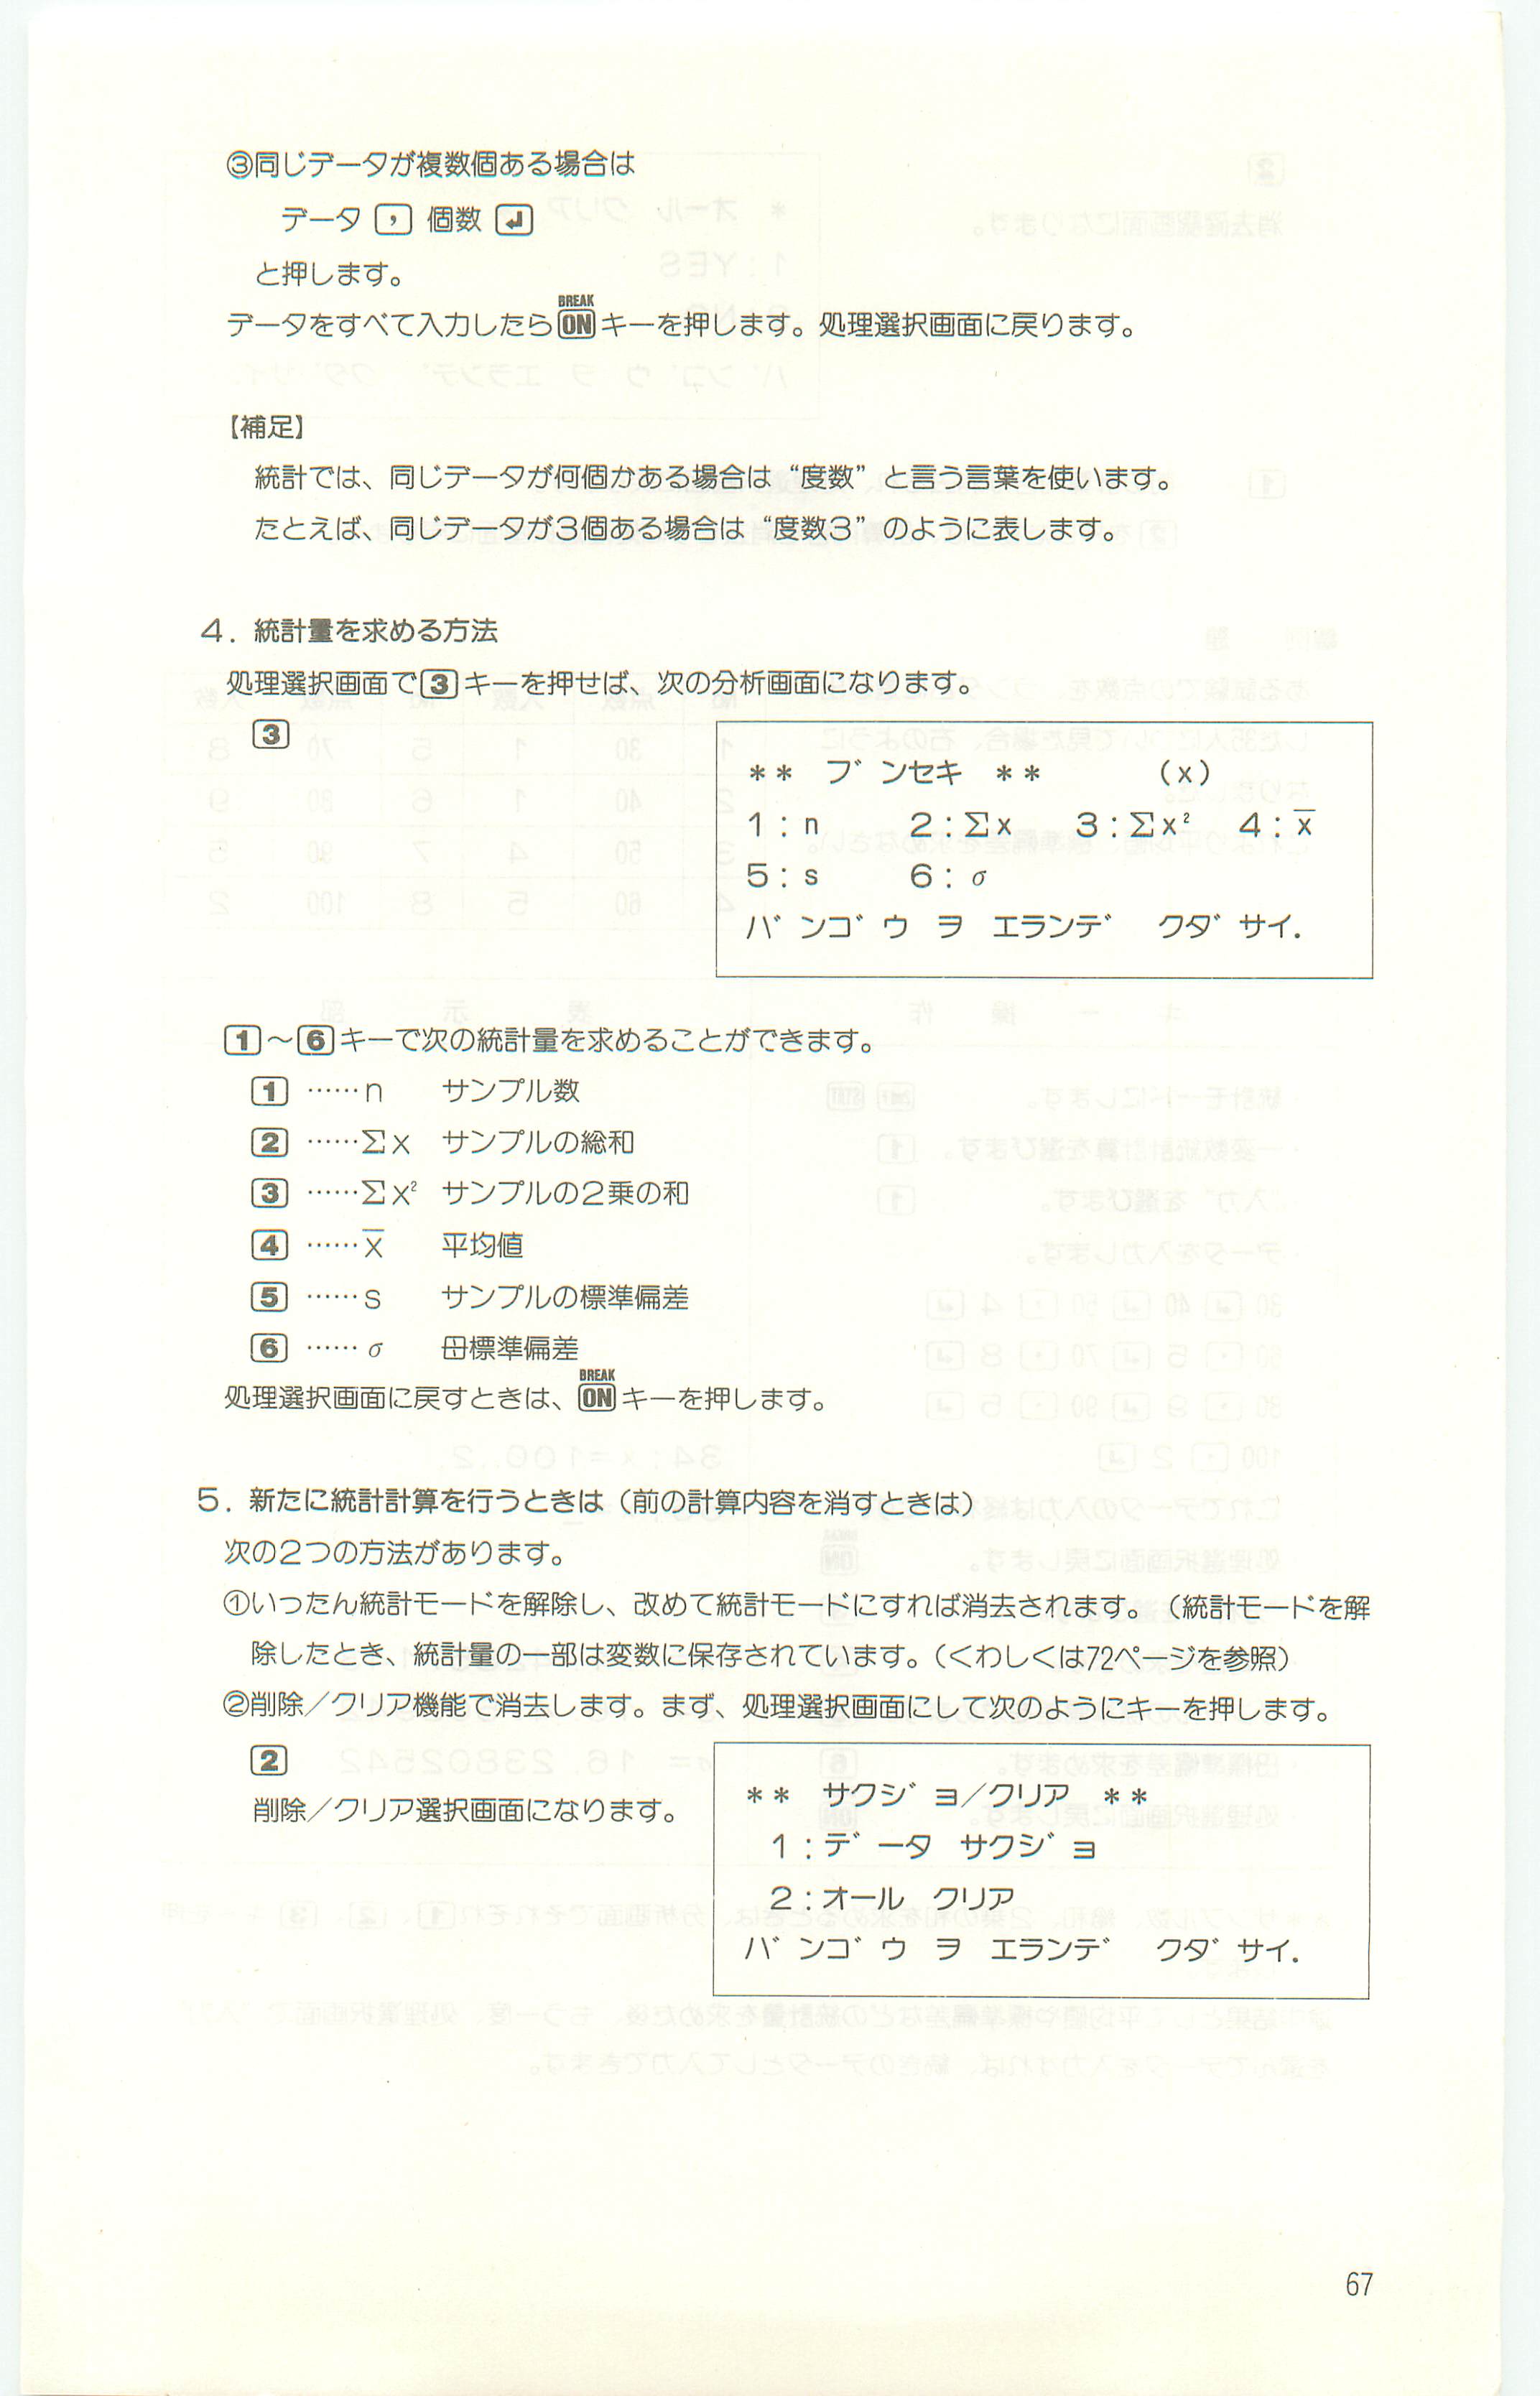 ③同じデータが複数個ある場合は
データ , 個数 ↲
と押します。
BREAK
データをすべて入力したらONキーを押します。処理選択画面に戻ります。
【補足】
統計では、同じデータが何個かある場合は“度数”と言う言葉を使います。
たとえば、同じデータが3個ある場合は“度数3”のように表します。
4. 統計量を求める方法
処理選択画面で3キーを押せば、次の分析画面になります。
3
** ブンセキ ** (x)
1:n 2:Σx 3:Σx² 4:x̄
5:s 6:σ
バンゴウ ヲ エランデ クダサイ.
1〜6キーで次の統計量を求めることができます。
1 ……n サンプル数
2 ……Σx サンプルの総和
3 ……Σx² サンプルの2乗の和
4 ……x̄ 平均値
5 ……s サンプルの標準偏差
6 ……σ 母標準偏差
BREAK
処理選択画面に戻すときは、ONキーを押します。
5. 新たに統計計算を行うときは（前の計算内容を消すときは）
次の2つの方法があります。
①いったん統計モードを解除し、改めて統計モードにすれば消去されます。（統計モードを解
除したとき、統計量の一部は変数に保存されています。（くわしくは72ページを参照）
②削除／クリア機能で消去します。まず、処理選択画面にして次のようにキーを押します。
2
削除／クリア選択画面になります。
** サクジョ／クリア **
1:データ サクジョ
2:オール クリア
バンゴウ ヲ エランデ クダサイ.
67